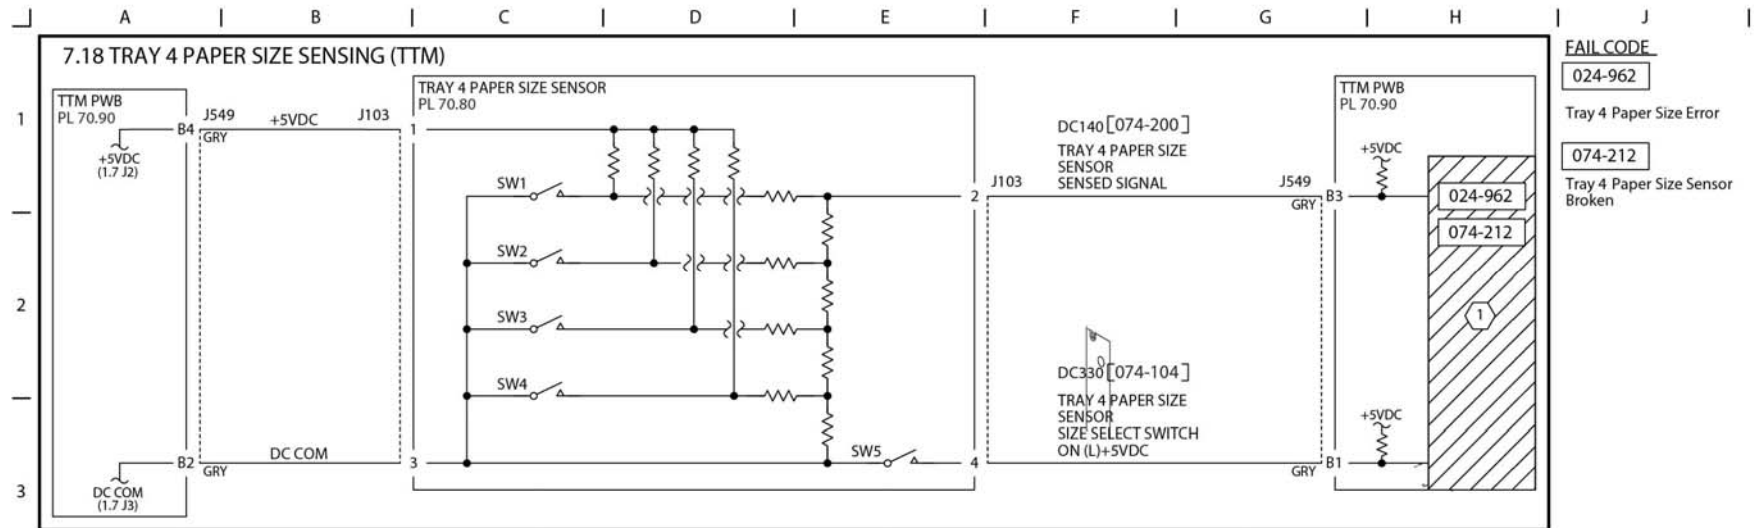 A B C D E F G H J
7.18 TRAY 4 PAPER SIZE SENSING (TTM)
FAIL CODE
024-962
Tray 4 Paper Size Error
074-212
Tray 4 Paper Size Sensor
Broken
1
2
3
TTM PWB
PL 70.90
B4
+5VDC
(1.7 J2)
J549
GRY
+5VDC
J103
TRAY 4 PAPER SIZE SENSOR
PL 70.80
1
SW1
SW2
SW3
SW4
SW5
2
J103
DC140 [074-200]
TRAY 4 PAPER SIZE
SENSOR
SENSED SIGNAL
J549
GRY
B3
TTM PWB
PL 70.90
+5VDC
024-962
074-212
1
DC330 [074-104]
TRAY 4 PAPER SIZE
SENSOR
SIZE SELECT SWITCH
ON (L)+5VDC
+5VDC
B2
GRY
DC COM
3
4
GRY
B1
DC COM
(1.7 J3)